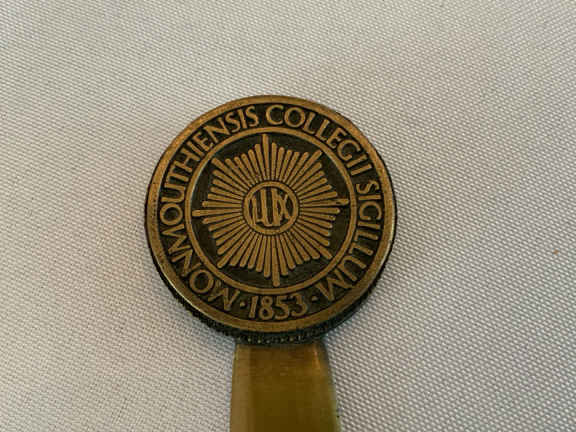 MONMOUTHIENSIS COLLEGII SIGILLUM
· 1853 ·
LUX